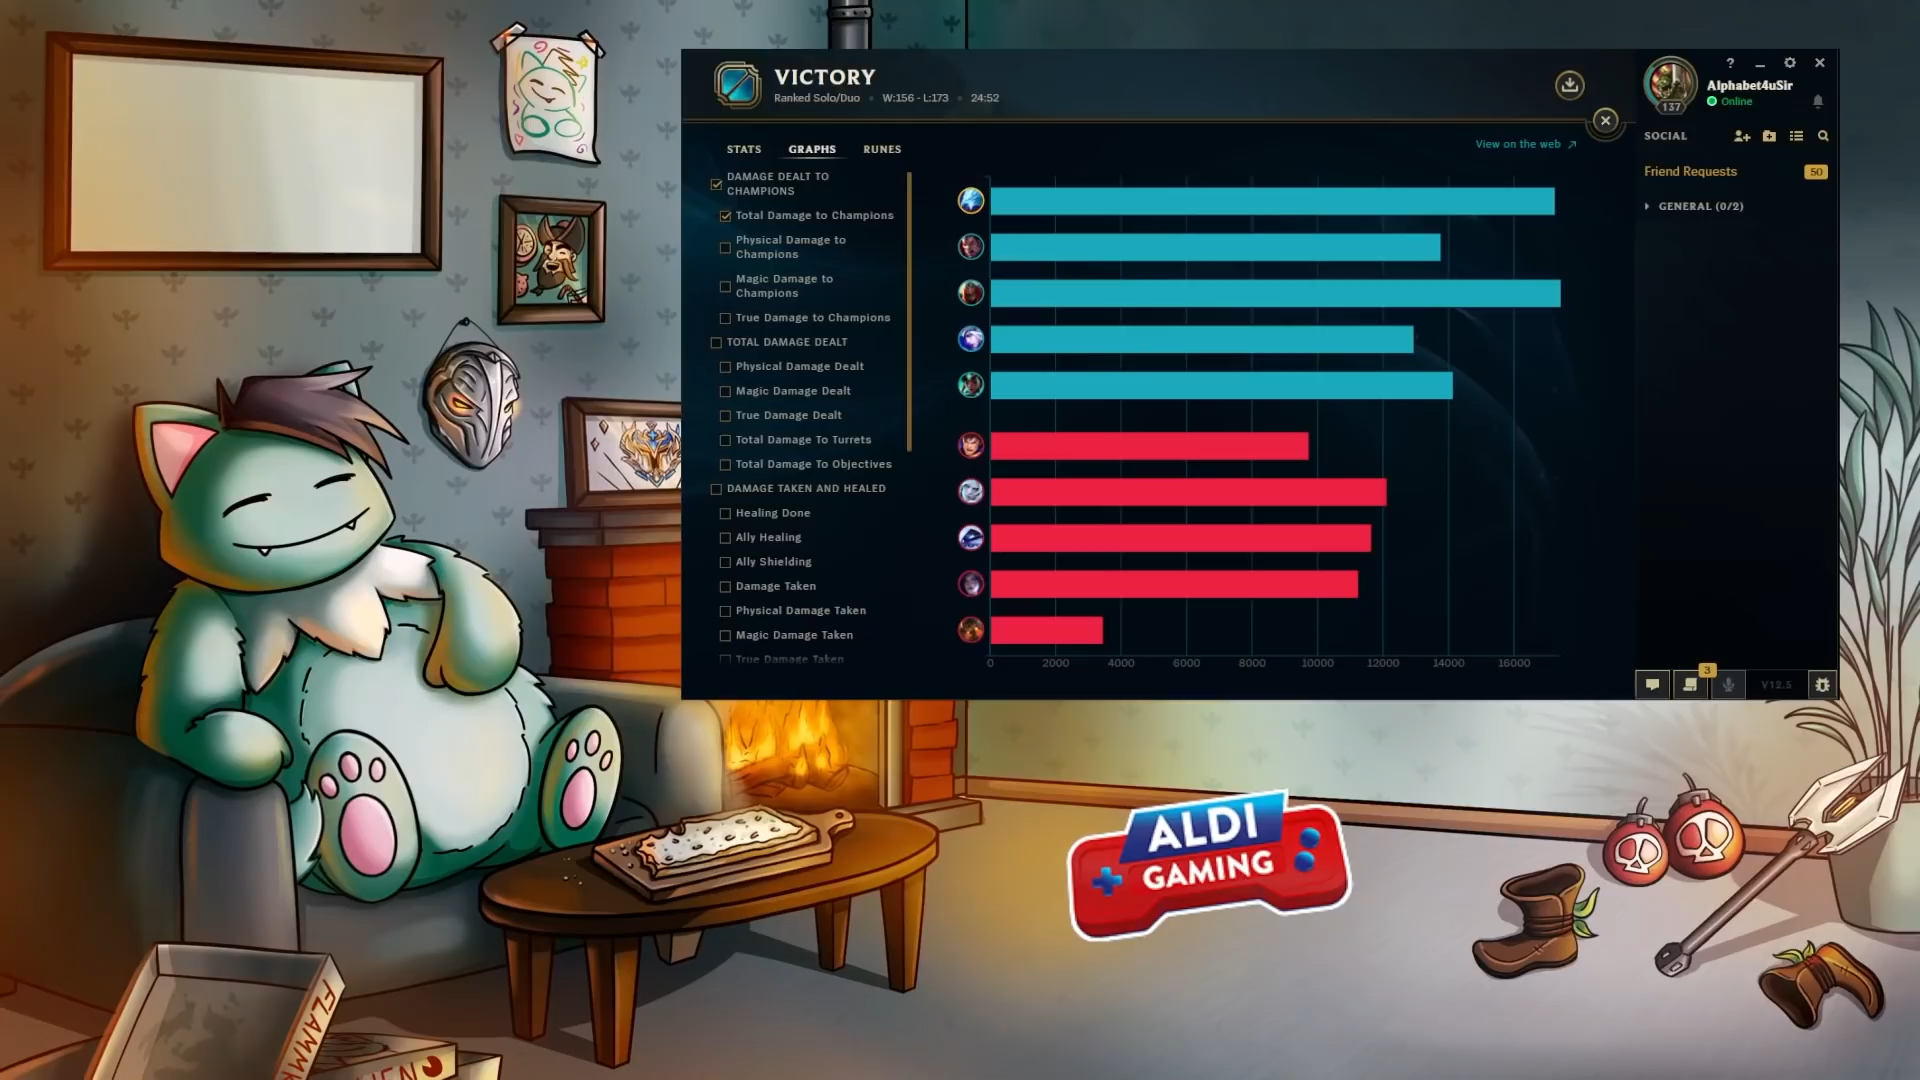 VICTORY
Ranked Solo/Duo • W:156 - L:173 • 24:52
STATS GRAPHS RUNES
View on the web
DAMAGE DEALT TO
CHAMPIONS
Total Damage to Champions
Physical Damage to
Champions
Magic Damage to
Champions
True Damage to Champions
TOTAL DAMAGE DEALT
Physical Damage Dealt
Magic Damage Dealt
True Damage Dealt
Total Damage To Turrets
Total Damage To Objectives
DAMAGE TAKEN AND HEALED
Healing Done
Ally Healing
Ally Shielding
Damage Taken
Physical Damage Taken
Magic Damage Taken
True Damage Taken
0 2000 4000 6000 8000 10000 12000 14000 16000
?
137
Alphabet4uSir
Online
SOCIAL
Friend Requests 50
GENERAL (0/2)
3
V12.5
ALDI
GAMING